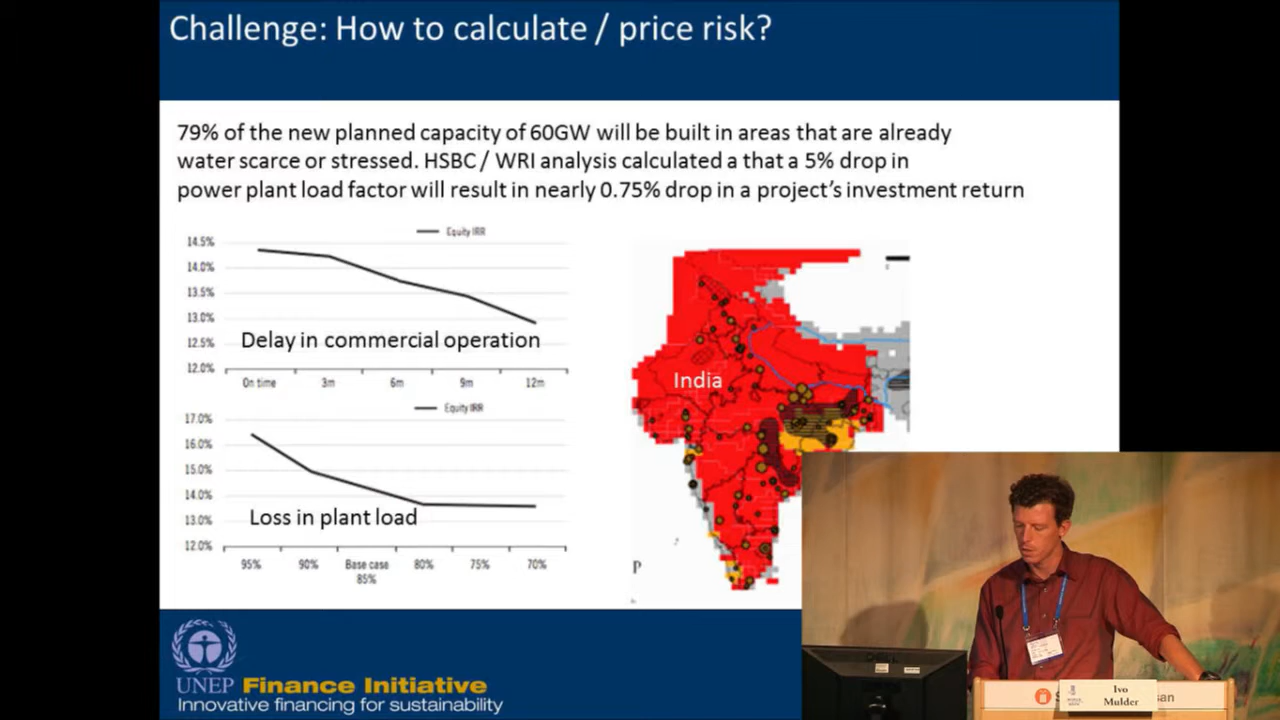 Challenge: How to calculate / price risk?
79% of the new planned capacity of 60GW will be built in areas that are already
water scarce or stressed. HSBC / WRI analysis calculated a that a 5% drop in
power plant load factor will result in nearly 0.75% drop in a project's investment return
Equity IRR
14.5%
14.0%
13.5%
13.0%
12.5%
12.0%
Delay in commercial operation
On time 3m 6m 9m 12m
Equity IRR
17.0%
16.0%
15.0%
14.0%
13.0%
12.0%
Loss in plant load
95% 90% Base case 80% 75% 70%
85%
India
P
UNEP Finance Initiative
Innovative financing for sustainability
Ivo
Mulder